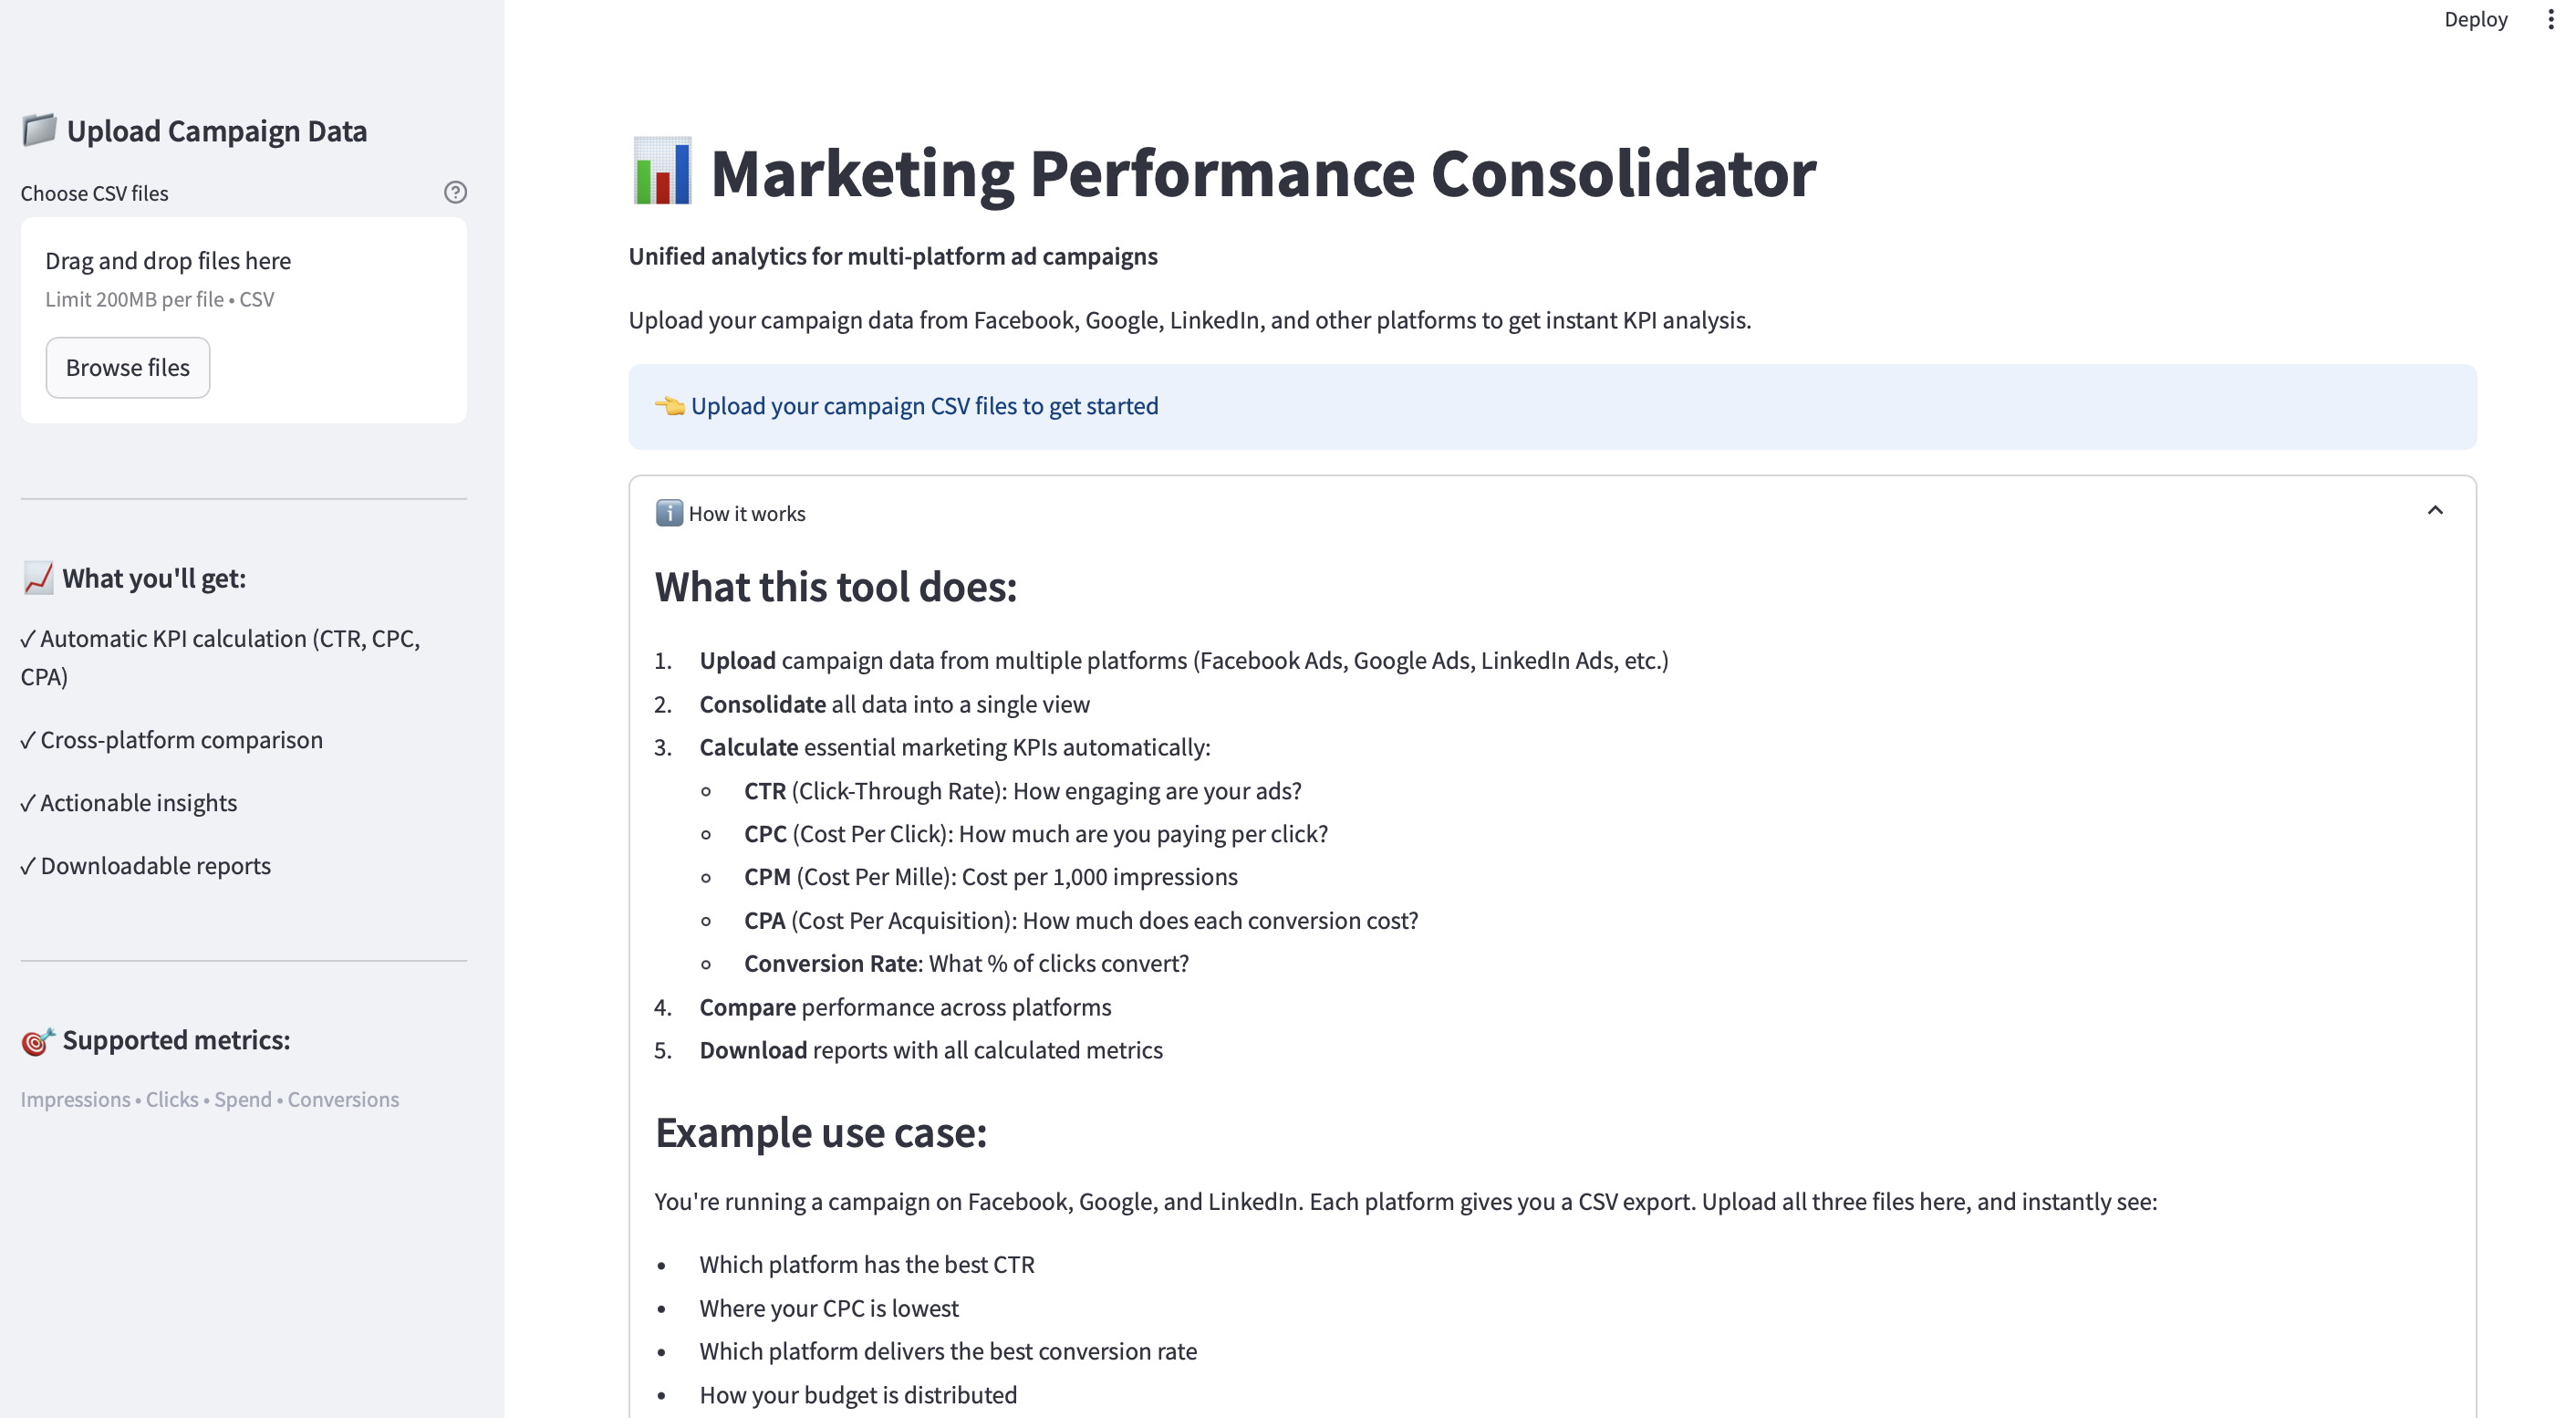 Deploy
Upload Campaign Data
Choose CSV files
Drag and drop files here
Limit 200MB per file • CSV
Browse files
What you'll get:
✓ Automatic KPI calculation (CTR, CPC,
CPA)
✓ Cross-platform comparison
✓ Actionable insights
✓ Downloadable reports
Supported metrics:
Impressions • Clicks • Spend • Conversions
Marketing Performance Consolidator
Unified analytics for multi-platform ad campaigns
Upload your campaign data from Facebook, Google, LinkedIn, and other platforms to get instant KPI analysis.
Upload your campaign CSV files to get started
How it works
What this tool does:
1. Upload campaign data from multiple platforms (Facebook Ads, Google Ads, LinkedIn Ads, etc.)
2. Consolidate all data into a single view
3. Calculate essential marketing KPIs automatically:
CTR (Click-Through Rate): How engaging are your ads?
CPC (Cost Per Click): How much are you paying per click?
CPM (Cost Per Mille): Cost per 1,000 impressions
CPA (Cost Per Acquisition): How much does each conversion cost?
Conversion Rate: What % of clicks convert?
4. Compare performance across platforms
5. Download reports with all calculated metrics
Example use case:
You're running a campaign on Facebook, Google, and LinkedIn. Each platform gives you a CSV export. Upload all three files here, and instantly see:
• Which platform has the best CTR
• Where your CPC is lowest
• Which platform delivers the best conversion rate
• How your budget is distributed